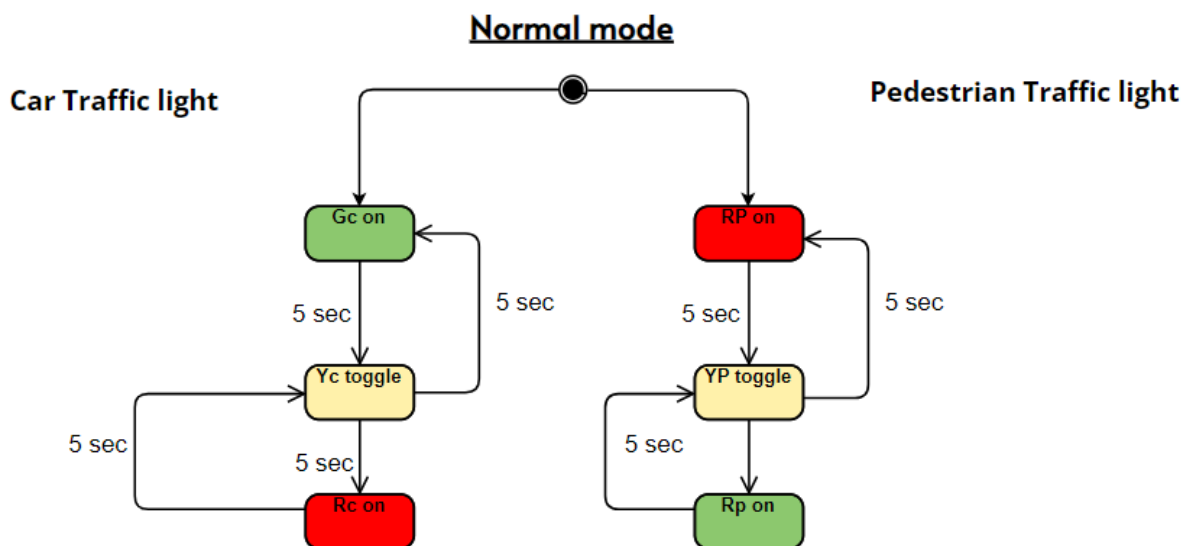 Normal mode
Car Traffic light
Pedestrian Traffic light
Gc on
RP on
5 sec
5 sec
5 sec
5 sec
Yc toggle
YP toggle
5 sec
5 sec
5 sec
Rc on
Rp on